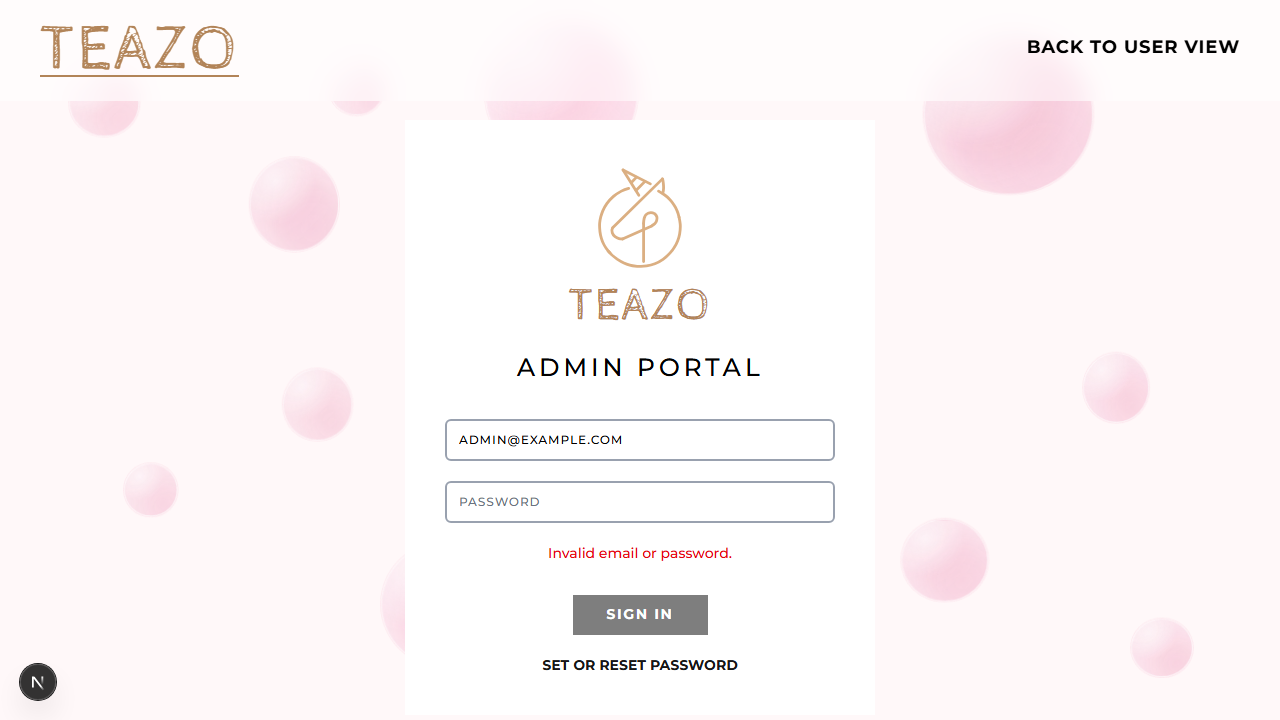 TEAZO
BACK TO USER VIEW
TEAZO
ADMIN PORTAL
ADMIN@EXAMPLE.COM
PASSWORD
Invalid email or password.
SIGN IN
SET OR RESET PASSWORD
N